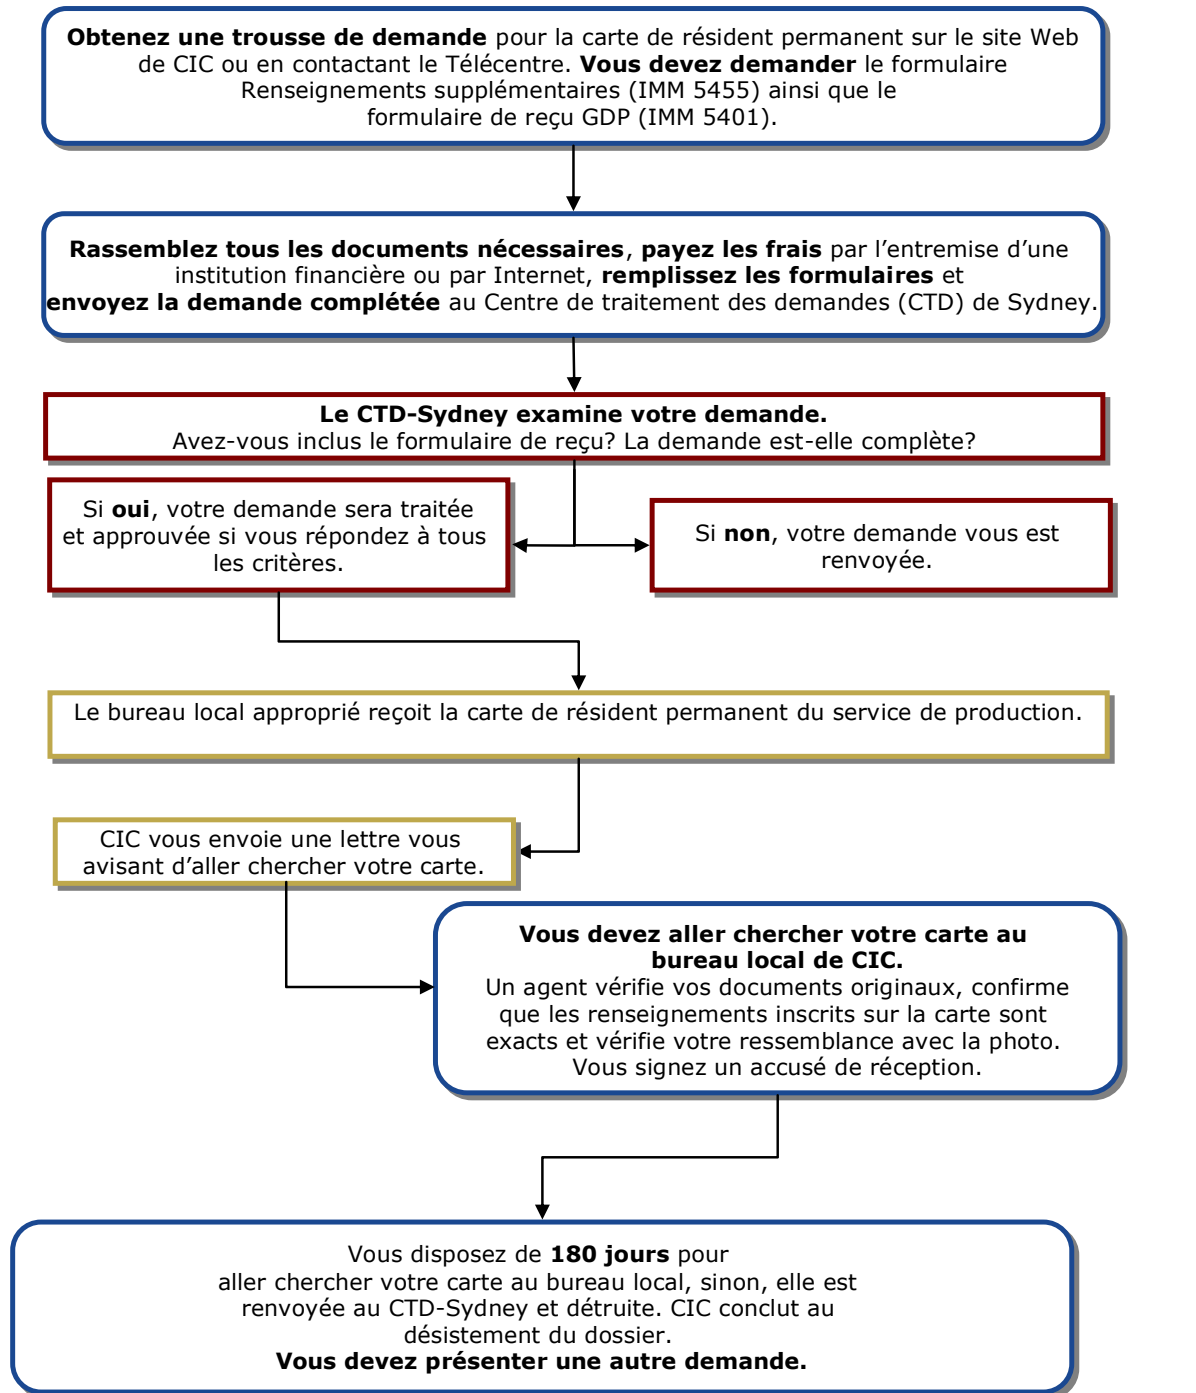 Obtenez une trousse de demande pour la carte de résident permanent sur le site Web
de CIC ou en contactant le Télécentre. Vous devez demander le formulaire
Renseignements supplémentaires (IMM 5455) ainsi que le
formulaire de reçu GDP (IMM 5401).
Rassemblez tous les documents nécessaires, payez les frais par l’entremise d’une
institution financière ou par Internet, remplissez les formulaires et
envoyez la demande complétée au Centre de traitement des demandes (CTD) de Sydney.
Le CTD-Sydney examine votre demande.
Avez-vous inclus le formulaire de reçu? La demande est-elle complète?
Si oui, votre demande sera traitée
et approuvée si vous répondez à tous
les critères.
Si non, votre demande vous est
renvoyée.
Le bureau local approprié reçoit la carte de résident permanent du service de production.
CIC vous envoie une lettre vous
avisant d’aller chercher votre carte.
Vous devez aller chercher votre carte au
bureau local de CIC.
Un agent vérifie vos documents originaux, confirme
que les renseignements inscrits sur la carte sont
exacts et vérifie votre ressemblance avec la photo.
Vous signez un accusé de réception.
Vous disposez de 180 jours pour
aller chercher votre carte au bureau local, sinon, elle est
renvoyée au CTD-Sydney et détruite. CIC conclut au
désistement du dossier.
Vous devez présenter une autre demande.